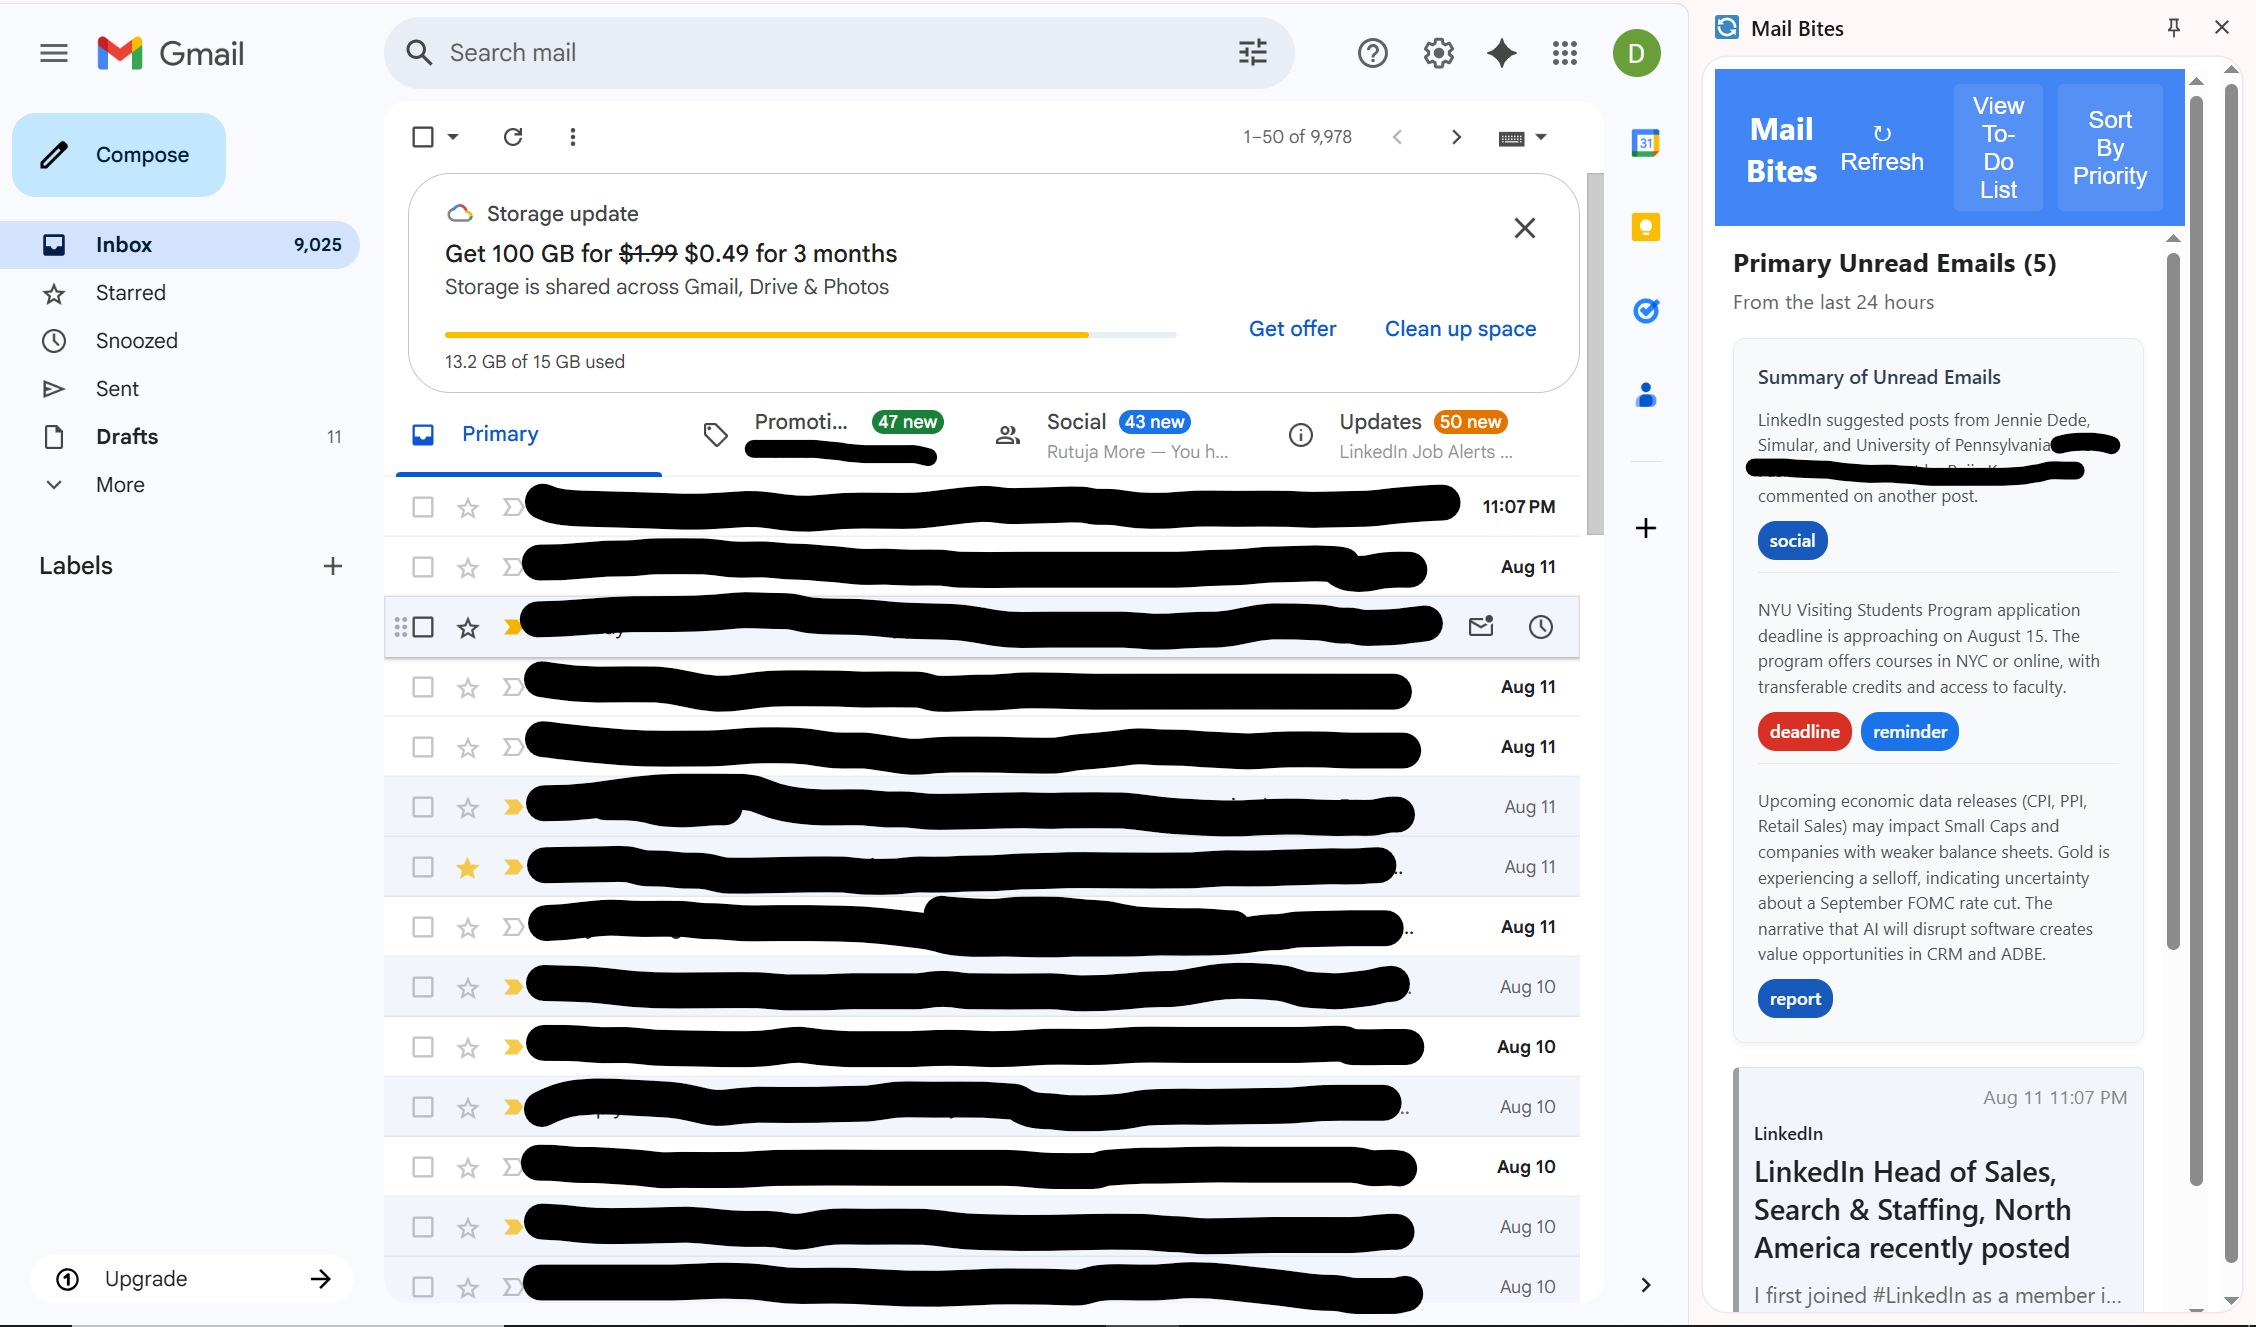 Gmail
Search mail
D
Compose
Inbox 9,025
Starred
Snoozed
Sent
Drafts 11
More
Labels
Upgrade
1–50 of 9,978
Storage update
Get 100 GB for $1.99 $0.49 for 3 months
Storage is shared across Gmail, Drive & Photos
Get offer
Clean up space
13.2 GB of 15 GB used
Primary
Promoti... 47 new
Social 43 new
Rutuja More — You h...
Updates 50 new
LinkedIn Job Alerts ...
11:07 PM
Aug 11
Aug 11
Aug 11
Aug 11
Aug 11
Aug 11
Aug 10
Aug 10
Aug 10
Aug 10
Aug 10
Aug 10
31
Mail Bites
Mail
Bites
↻
Refresh
View
To-
Do
List
Sort
By
Priority
Primary Unread Emails (5)
From the last 24 hours
Summary of Unread Emails
LinkedIn suggested posts from Jennie Dede,
Simular, and University of Pennsylvania
commented on another post.
social
NYU Visiting Students Program application
deadline is approaching on August 15. The
program offers courses in NYC or online, with
transferable credits and access to faculty.
deadline
reminder
Upcoming economic data releases (CPI, PPI,
Retail Sales) may impact Small Caps and
companies with weaker balance sheets. Gold is
experiencing a selloff, indicating uncertainty
about a September FOMC rate cut. The
narrative that AI will disrupt software creates
value opportunities in CRM and ADBE.
report
Aug 11 11:07 PM
LinkedIn
LinkedIn Head of Sales,
Search & Staffing, North
America recently posted
I first joined #LinkedIn as a member i...